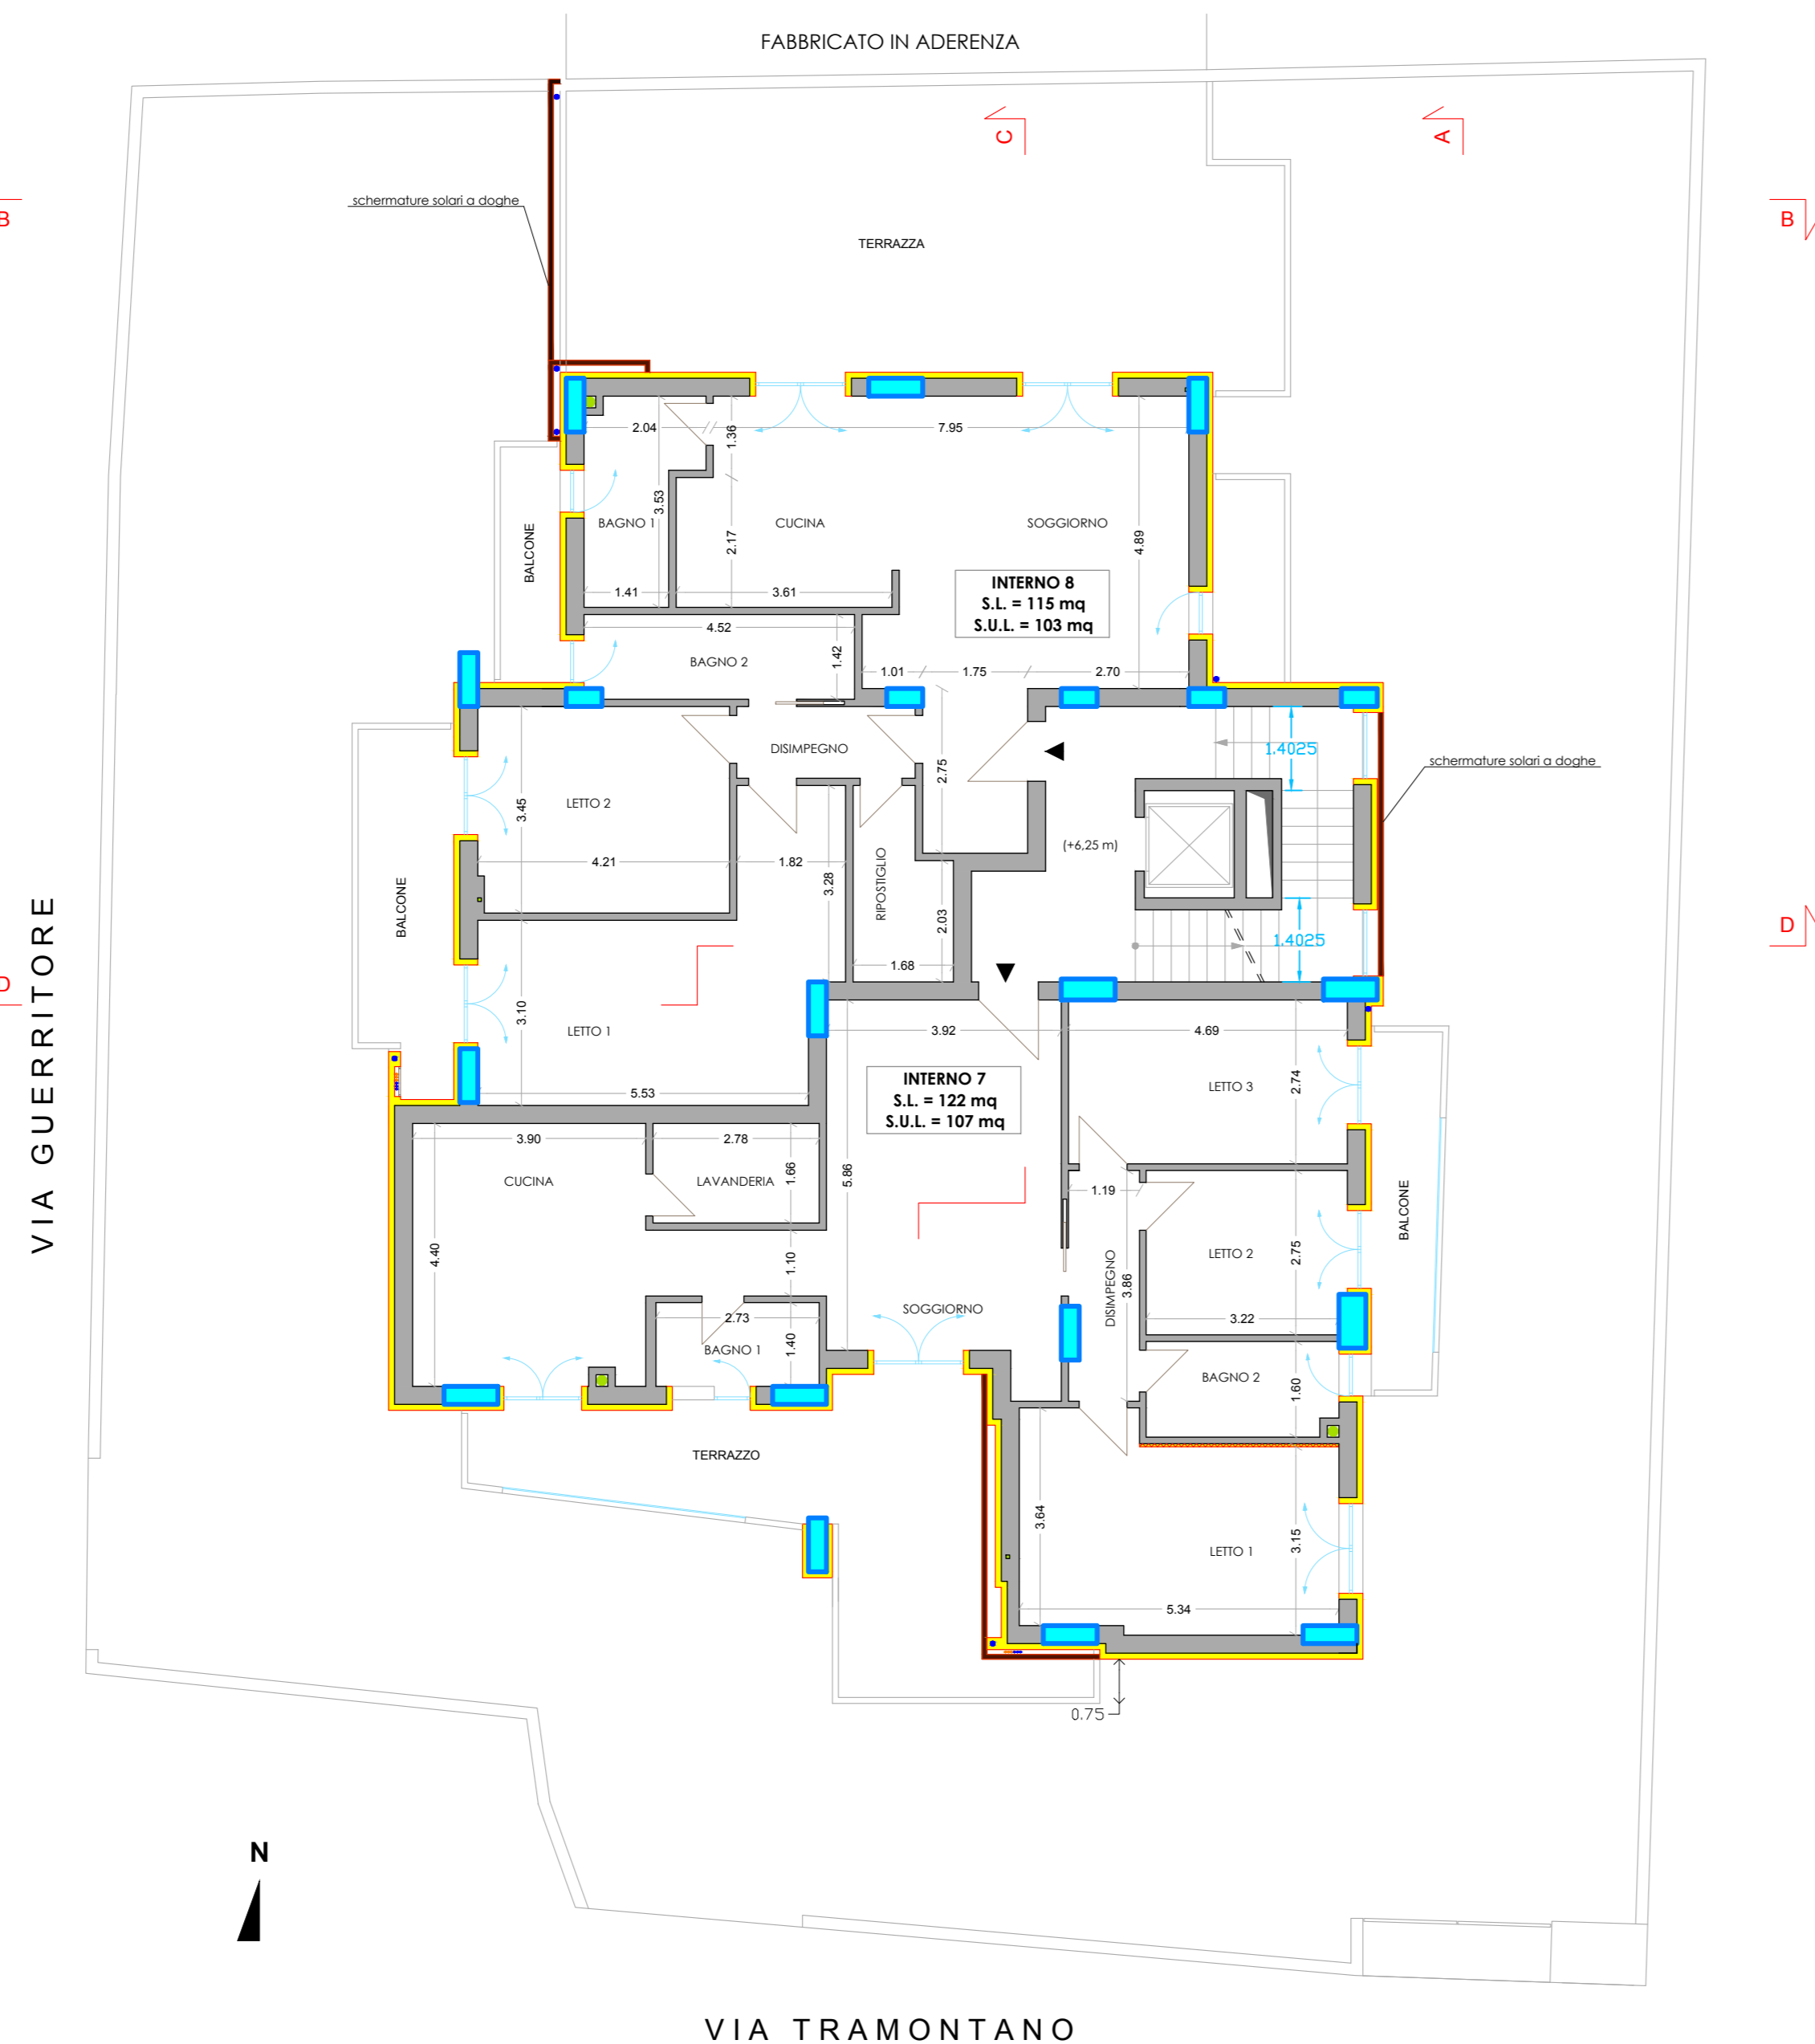 FABBRICATO IN ADERENZA
C
A
schermature solari a doghe
B
B
TERRAZZA
2.04
1.36
7.95
3.53
BAGNO 1
CUCINA
SOGGIORNO
2.17
4.89
BALCONE
1.41
3.61
INTERNO 8
S.L. = 115 mq
S.U.L. = 103 mq
4.52
BAGNO 2
1.42
1.01
1.75
2.70
DISIMPEGNO
2.75
1.4025
schermature solari a doghe
LETTO 2
3.45
4.21
1.82
3.28
RIPOSTIGLIO
(+6,25 m)
BALCONE
2.03
1.68
1.4025
D
D
VIA GUERRITORE
3.10
LETTO 1
5.53
3.92
4.69
INTERNO 7
S.L. = 122 mq
S.U.L. = 107 mq
LETTO 3
2.74
3.90
2.78
CUCINA
LAVANDERIA
1.66
5.86
1.19
BALCONE
4.40
1.10
LETTO 2
2.75
DISIMPEGNO
3.86
SOGGIORNO
2.73
3.22
BAGNO 1
1.40
BAGNO 2
1.60
TERRAZZO
3.64
LETTO 1
3.15
5.34
0.75
N
VIA TRAMONTANO